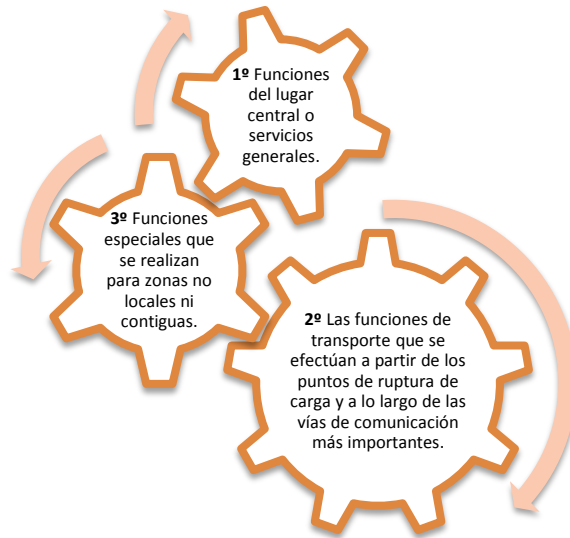 1º Funciones
del lugar
central o
servicios
generales.
3º Funciones
especiales que
se realizan
para zonas no
locales ni
contiguas.
2º Las funciones de
transporte que se
efectúan a partir de los
puntos de ruptura de
carga y a lo largo de las
vías de comunicación
más importantes.